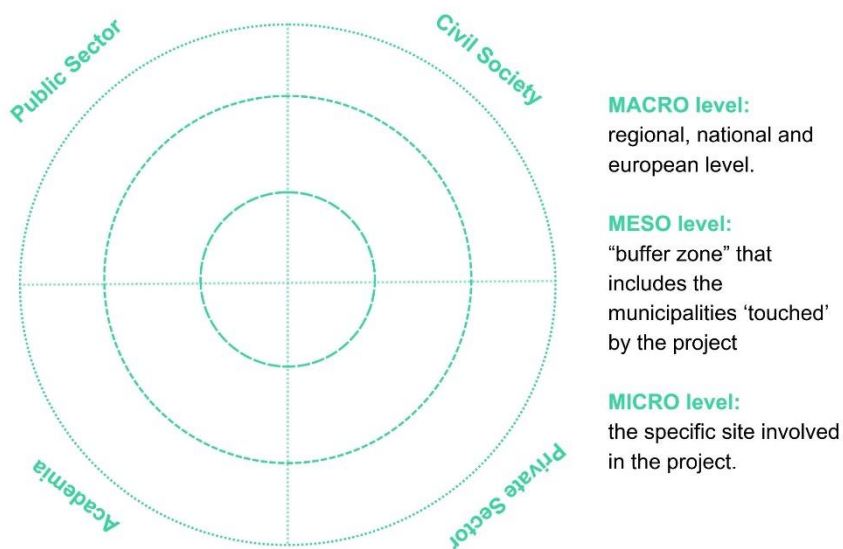 Public Sector
Civil Society
MACRO level:
regional, national and
european level.
MESO level:
“buffer zone” that
includes the
municipalities ‘touched’
by the project
MICRO level:
the specific site involved
in the project.
Academia
Private Sector